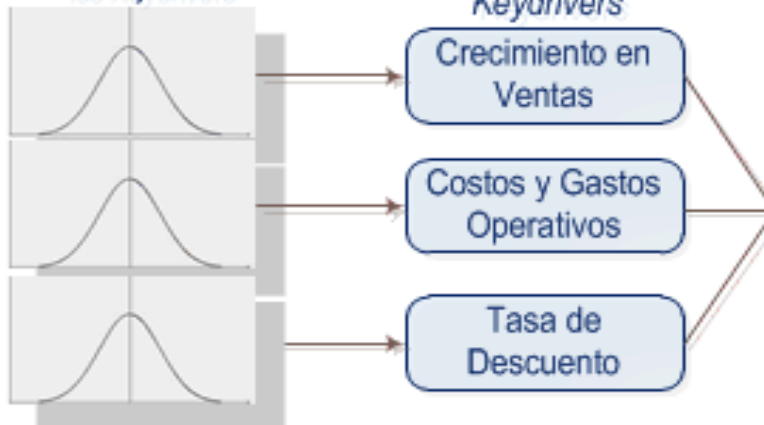 Keydrivers
Crecimiento en
Ventas
Costos y Gastos
Operativos
Tasa de
Descuento